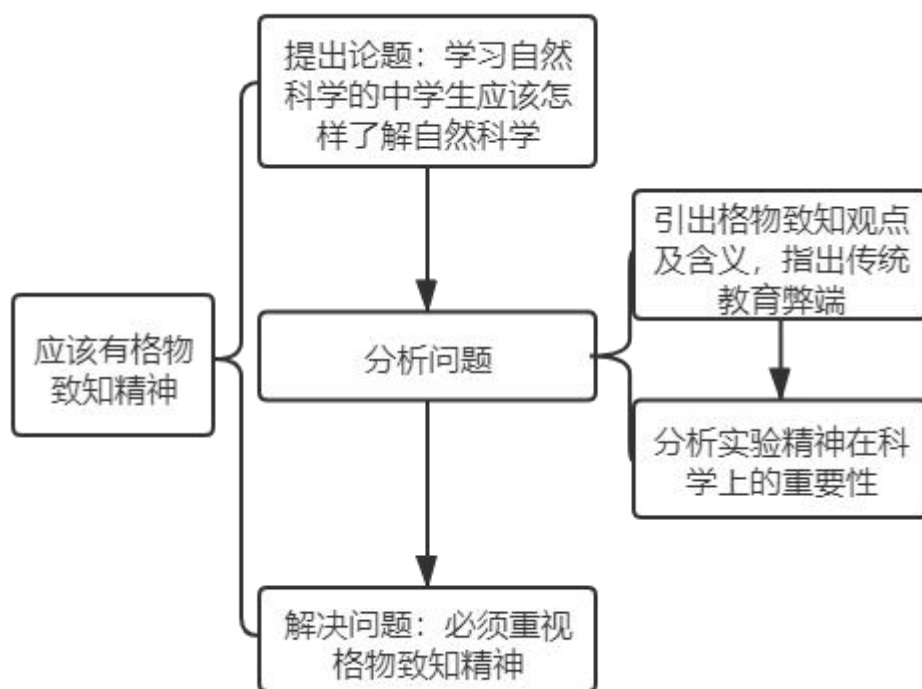 应该有格物
致知精神
提出论题：学习自然
科学的中学生应该怎
样了解自然科学
分析问题
引出格物致知观点
及含义，指出传统
教育弊端
分析实验精神在科
学上的重要性
解决问题：必须重视
格物致知精神